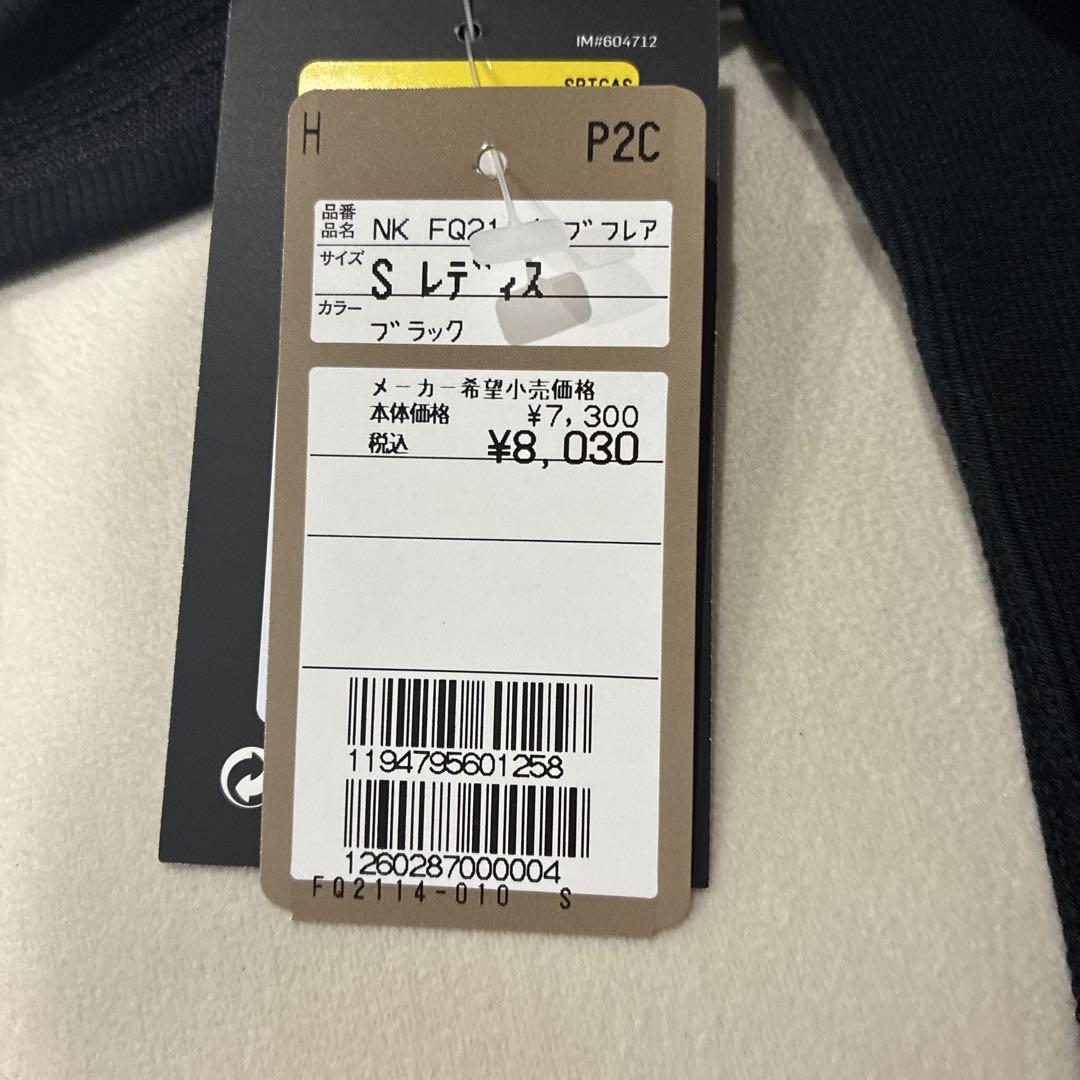 IM#604712
H P2C
品番
品名 NK FQ21 ブフレア
サイズ S レディス
カラー ブラック
メーカー希望小売価格
本体価格 ¥7,300
税込 ¥8,030
1194795601258
1260287000004
FQ2114-010 S